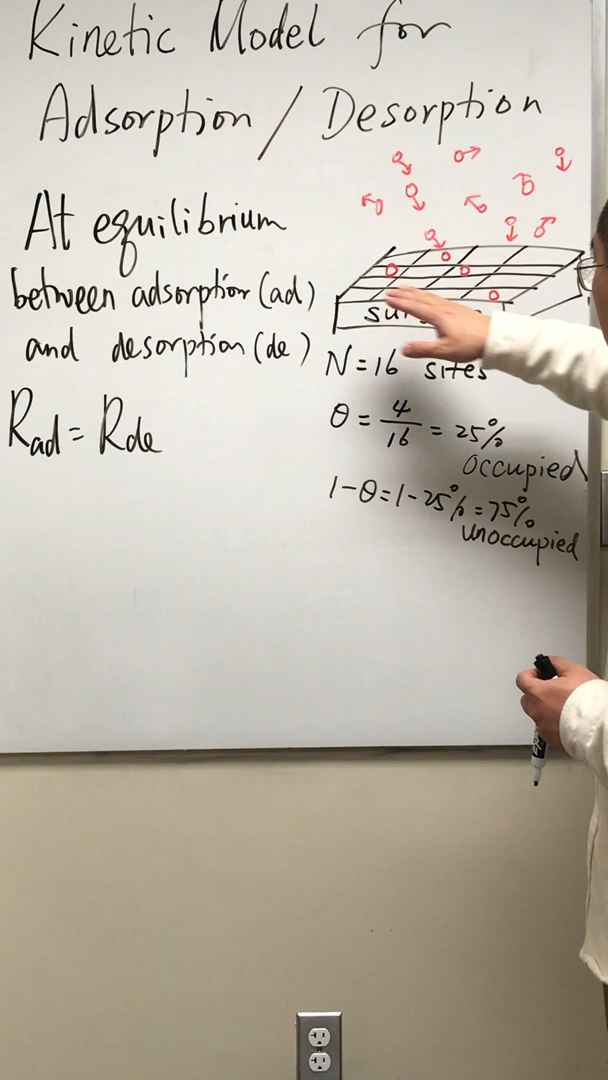 Kinetic Model for
Adsorption / Desorption
At equilibrium
between adsorption (ad)
and desorption (de)
Rad = Rde
N = 16 sites
θ = 4/16 = 25%
occupied
1-θ = 1-25% = 75%
unoccupied